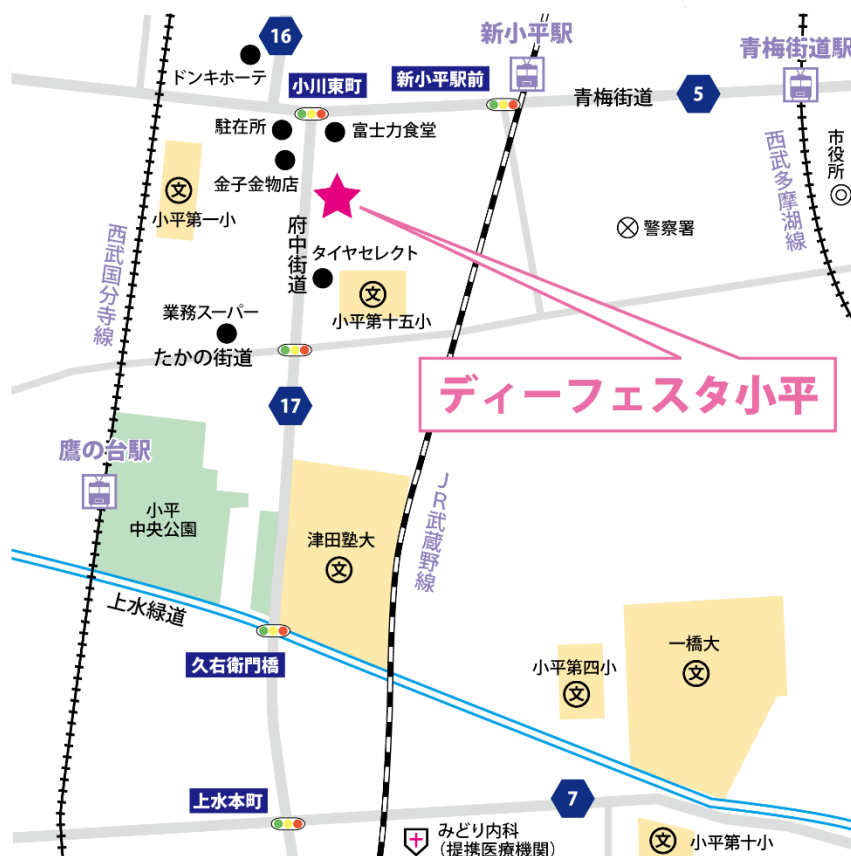 16
ドンキホーテ
小川東町
新小平駅前
新小平駅
青梅街道
5
青梅街道駅
駐在所
富士力食堂
金子金物店
小平第一小
文
西武国分寺線
府中街道
タイヤセレクト
文
小平第十五小
業務スーパー
たかの街道
警察署
西武多摩湖線
市役所
ディーフェスタ小平
17
鷹の台駅
小平
中央公園
津田塾大
文
JR武蔵野線
上水緑道
久右衛門橋
小平第四小
文
一橋大
文
上水本町
7
みどり内科
(提携医療機関)
文
小平第十小